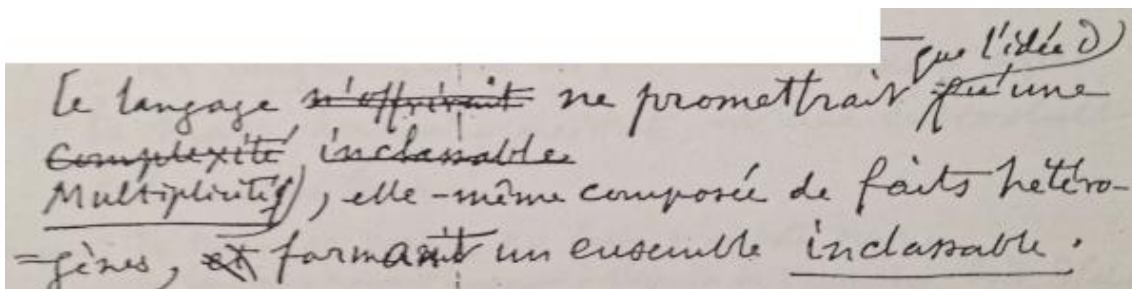 que l'idée d'
Le langage n'offrirait ne promettrait qu'une
Complexité inclassable
Multiplicité, elle-même composée de faits hétéro-
=gènes, et formant un ensemble inclassable.